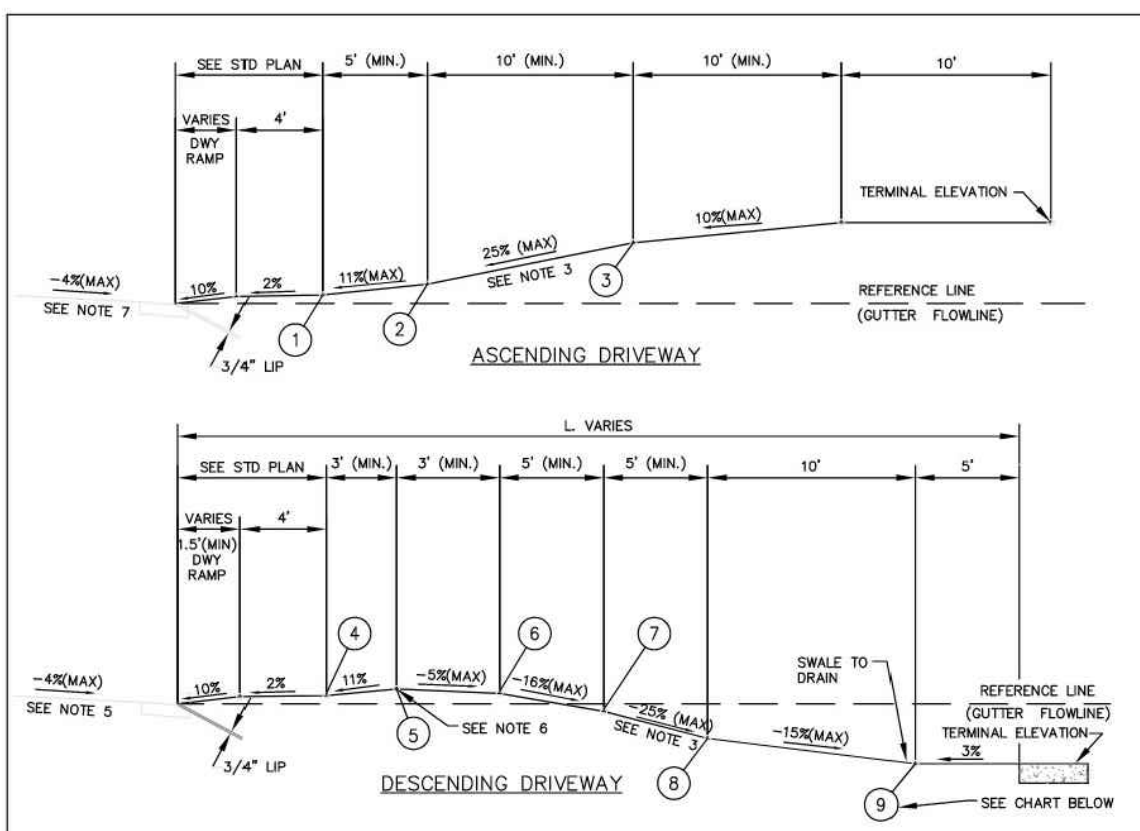 SEE STD PLAN
5' (MIN.)
10' (MIN.)
10' (MIN.)
10'
VARIES
4'
DWY
RAMP
TERMINAL ELEVATION
10%(MAX)
25% (MAX)
SEE NOTE 3
3
-4%(MAX)
10%
2%
11%(MAX)
SEE NOTE 7
REFERENCE LINE
(GUTTER FLOWLINE)
1
2
3/4" LIP
ASCENDING DRIVEWAY
L. VARIES
SEE STD PLAN
3' (MIN.)
3' (MIN.)
5' (MIN.)
5' (MIN.)
10'
5'
VARIES
4'
1.5'(MIN)
DWY
RAMP
4
6
7
-4%(MAX)
10%
2%
11%
-5%(MAX)
-16%(MAX)
SWALE TO
DRAIN
REFERENCE LINE
(GUTTER FLOWLINE)
SEE NOTE 5
5
SEE NOTE 6
-25% (MAX)
SEE NOTE 3
-15%(MAX)
TERMINAL ELEVATION
3%
3/4" LIP
DESCENDING DRIVEWAY
8
9
SEE CHART BELOW